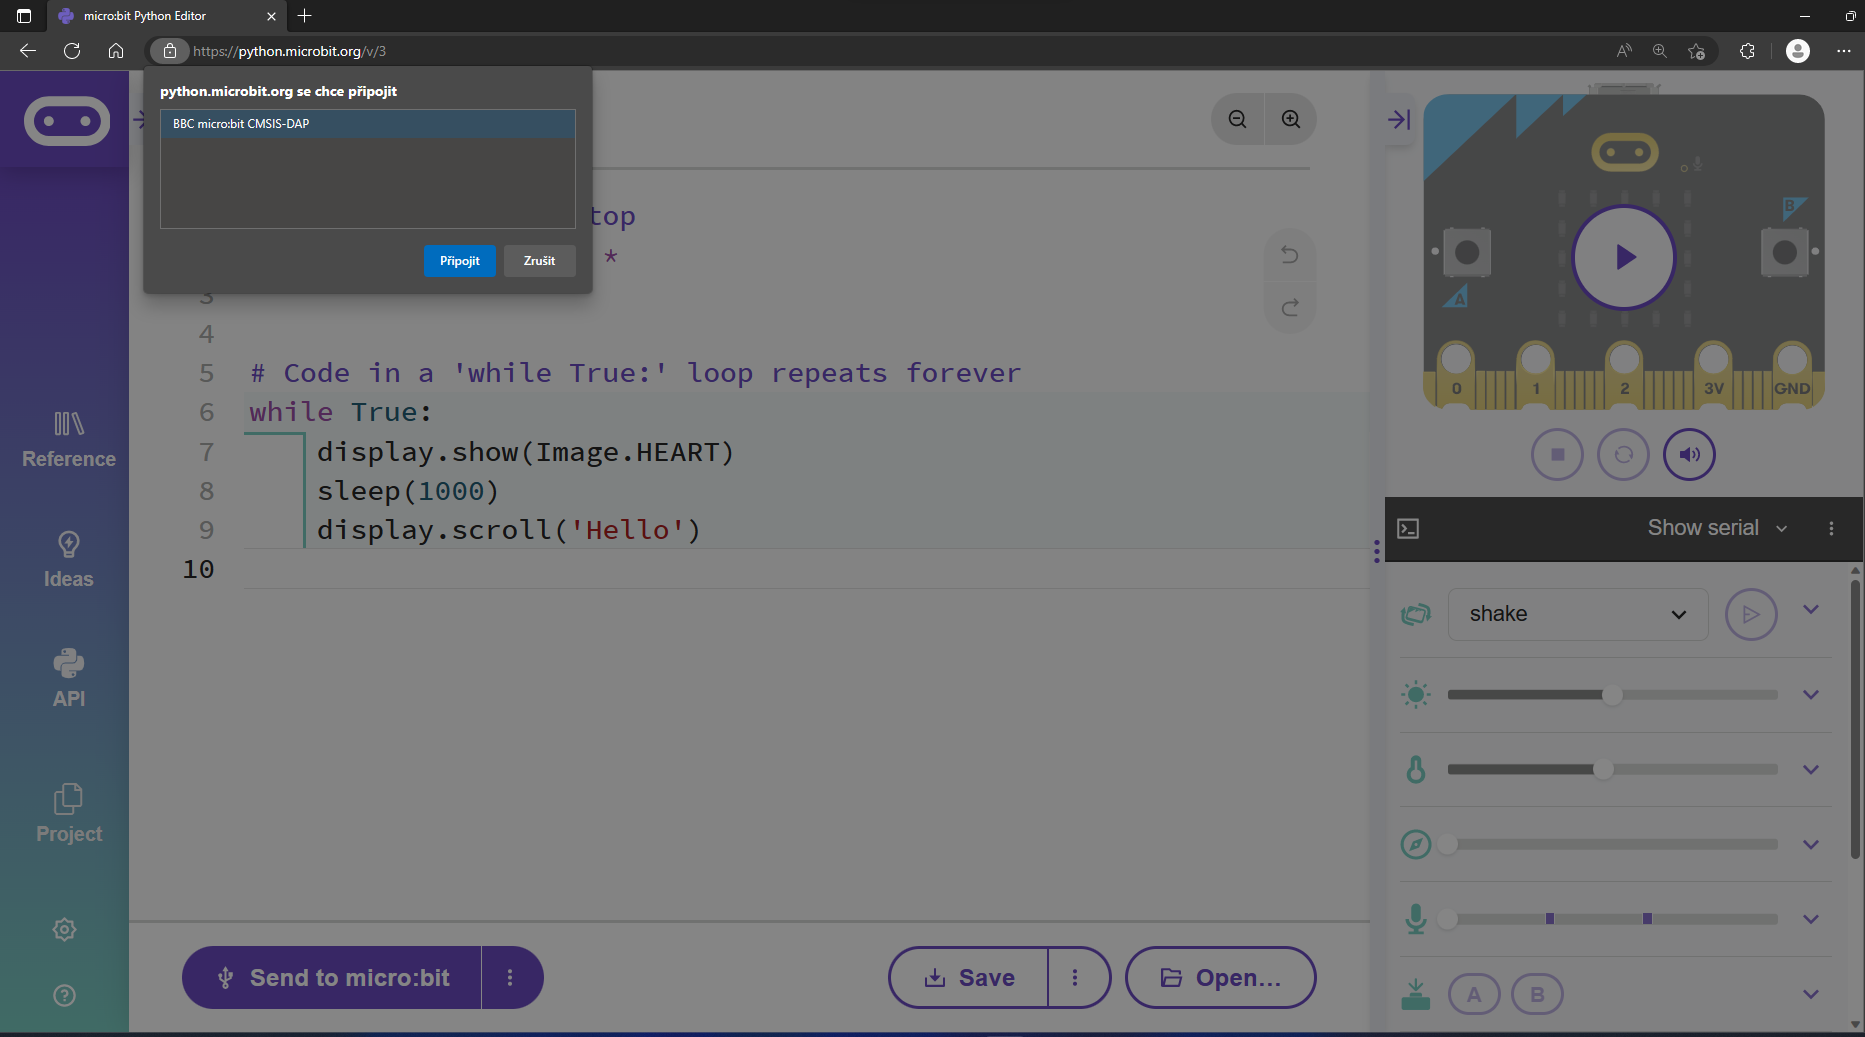 micro:bit Python Editor
https://python.microbit.org/v/3
python.microbit.org se chce připojit
BBC micro:bit CMSIS-DAP
Připojit
Zrušit
top
*
3
4
5 # Code in a 'while True:' loop repeats forever
6 while True:
7 display.show(Image.HEART)
8 sleep(1000)
9 display.scroll('Hello')
10
Reference
Ideas
API
Project
Send to micro:bit
Save
Open...
B
A
0 1 2 3V GND
Show serial
shake
A B